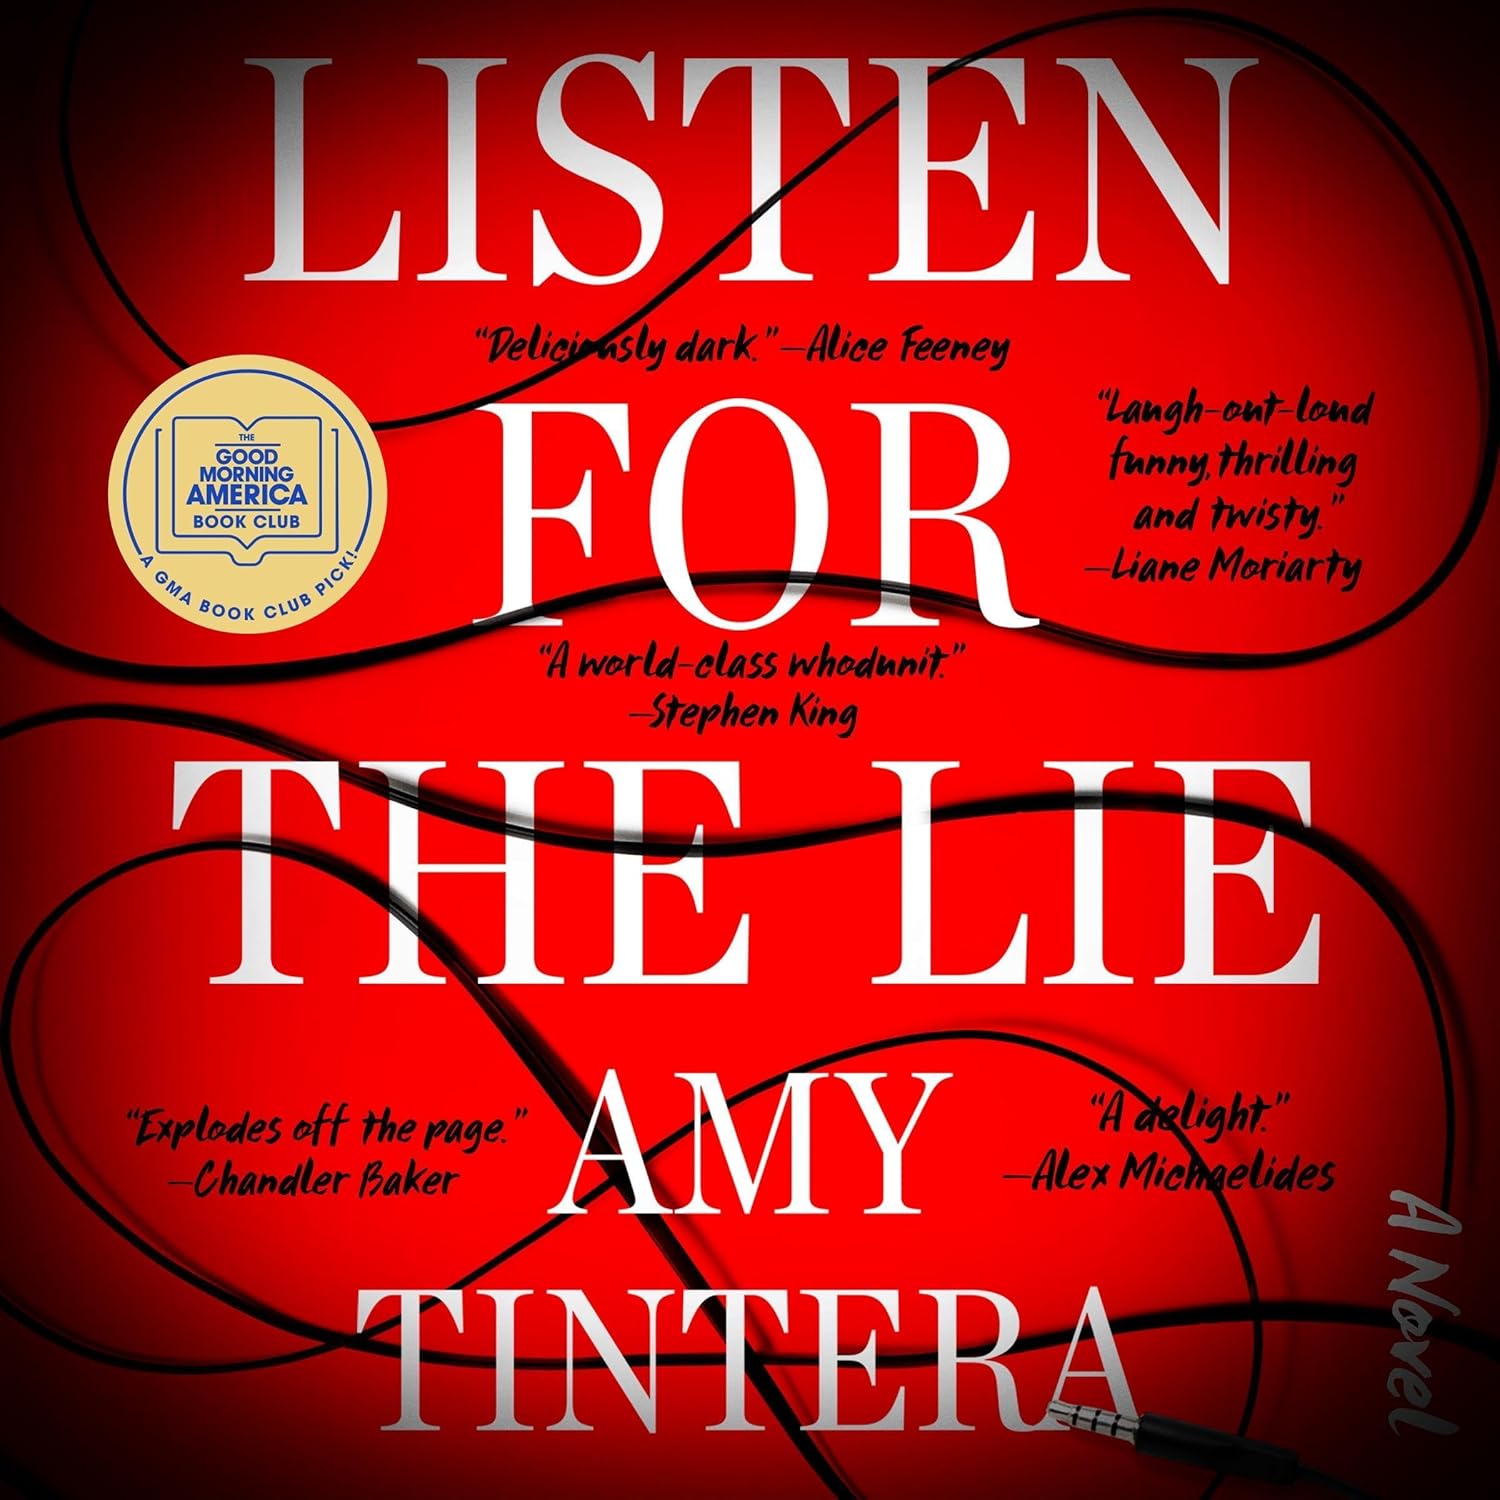 LISTEN
“Deliciously dark.”—Alice Feeney
FOR
“Laugh-out-loud
funny, thrilling
and twisty.”
—Liane Moriarty
THE
GOOD
MORNING
AMERICA
BOOK CLUB
A GMA BOOK CLUB PICK!
“A world-class whodunit.”
—Stephen King
THE LIE
AMY
“Explodes off the page.”
—Chandler Baker
“A delight.”
—Alex Michaelides
TINTERA
A Novel